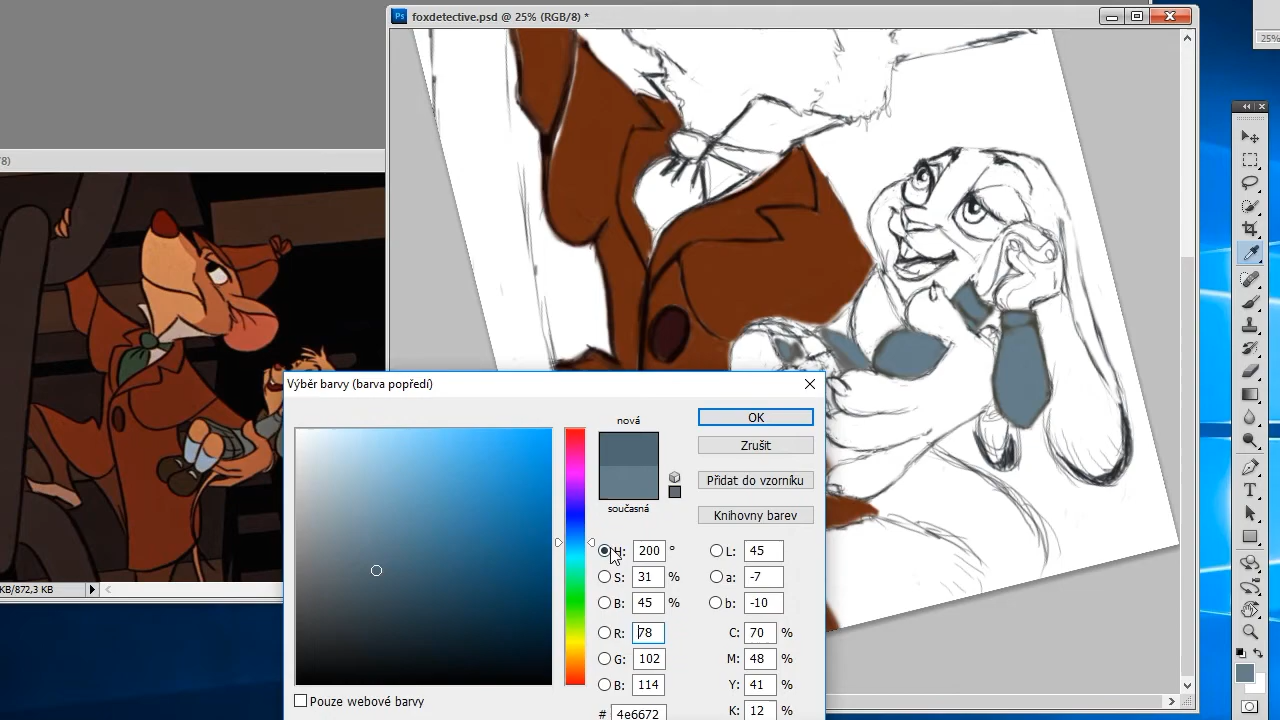 Ps foxdetective.psd @ 25% (RGB/8) *
25%
/8)
KB/872,3 KB
Výběr barvy (barva popředí)
nová
současná
OK
Zrušit
Přidat do vzorníku
Knihovny barev
H: 200 °
L: 45
S: 31 %
a: -7
B: 45 %
b: -10
R: 78
C: 70 %
G: 102
M: 48 %
B: 114
Y: 41 %
# 4e6672
K: 12 %
Pouze webové barvy
T